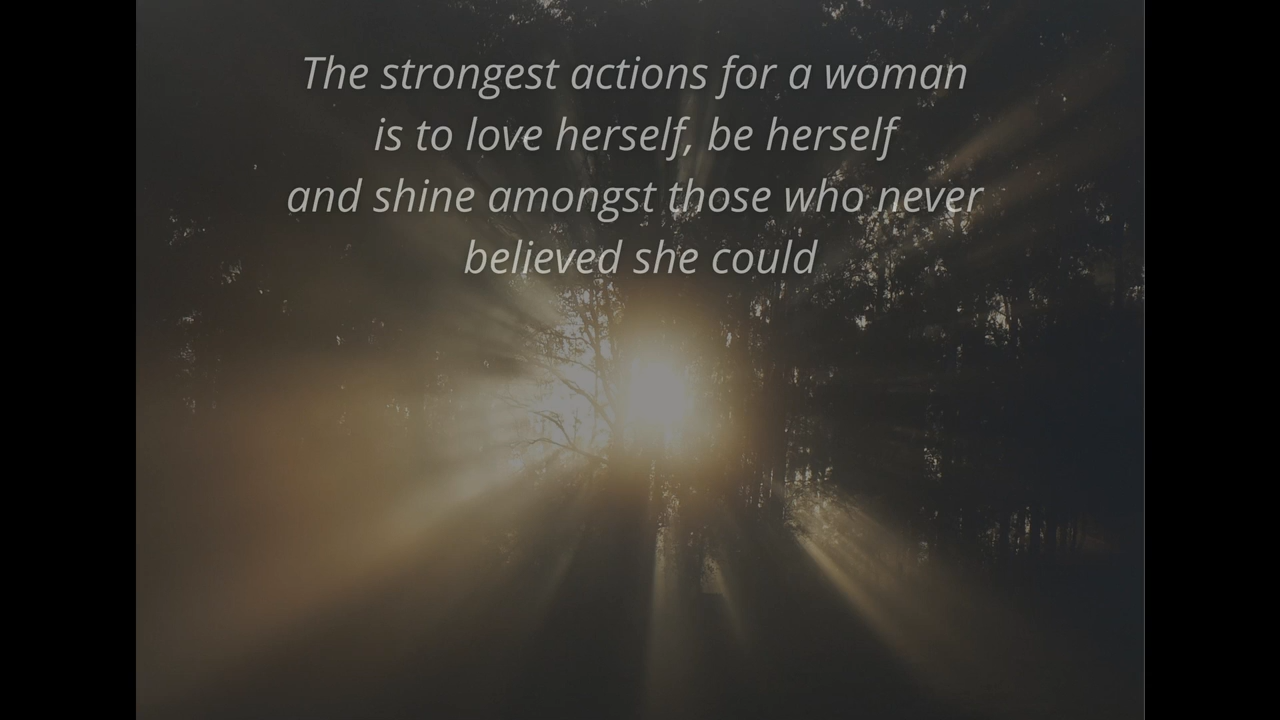 The strongest actions for a woman
is to love herself, be herself
and shine amongst those who never
believed she could